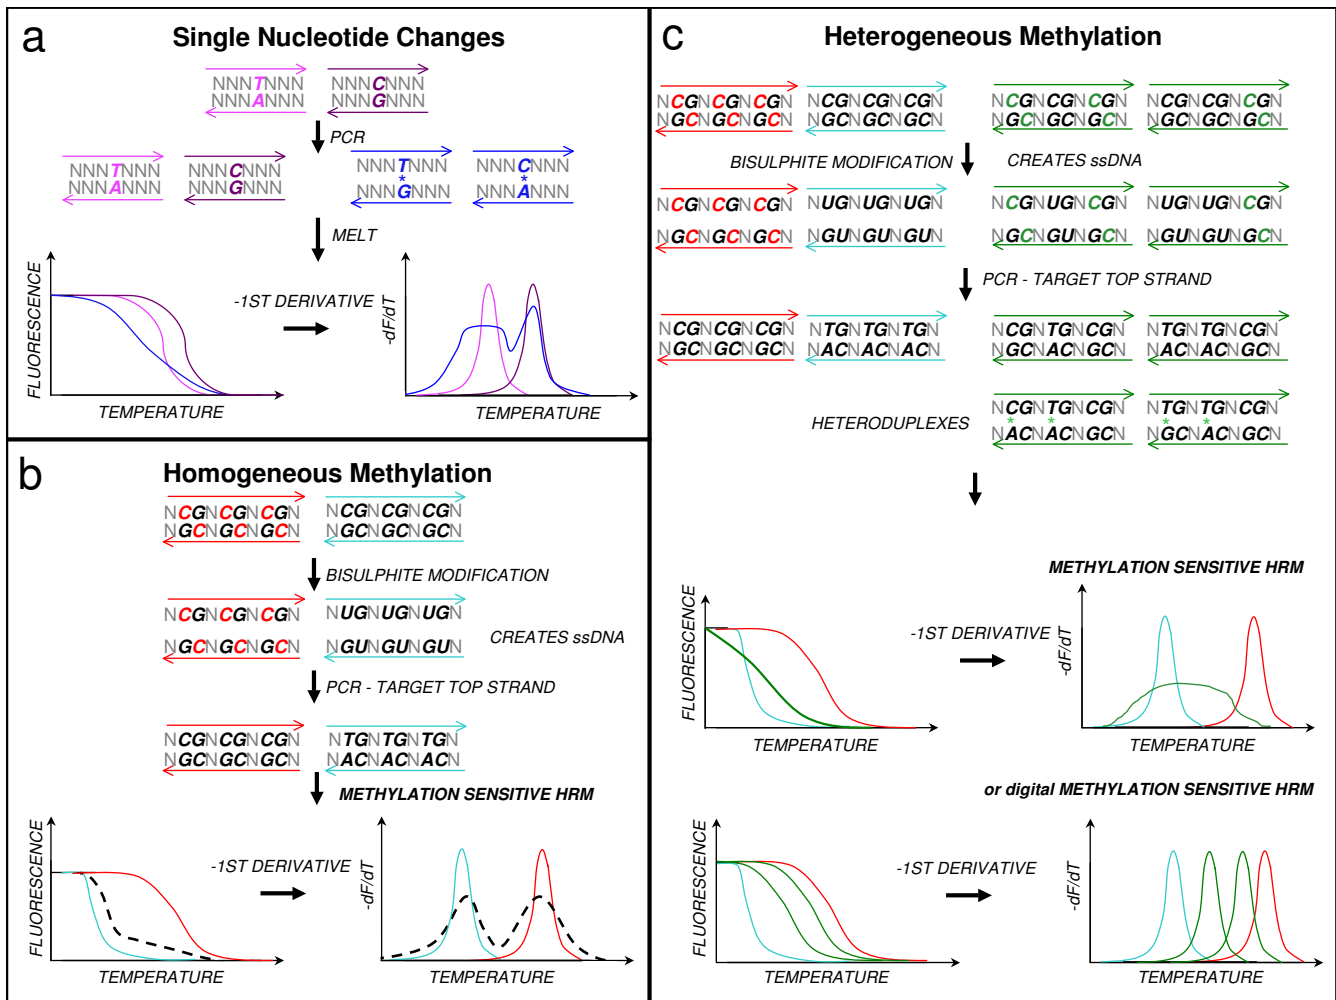 a
Single Nucleotide Changes
NNNTNNN NNNCNNN
NNNANNN NNNGNNN
PCR
NNNTNNN NNNCNNN NNNTNNN NNNCNNN
* *
NNNANNN NNNGNNN NNNGNNN NNNANNN
MELT
FLUORESCENCE
-1ST DERIVATIVE
-dF/dT
TEMPERATURE
TEMPERATURE
b
Homogeneous Methylation
NCGNCGNCGN NCGNCGNCGN
NGCNGCNGCN NGCNGCNGCN
BISULPHITE MODIFICATION
NCGNCGNCGN NUGNUGNUGN
CREATES ssDNA
NGCNGCNGCN NGUNGUNGUN
PCR - TARGET TOP STRAND
NCGNCGNCGN NTGNTGNTGN
NGCNGCNGCN NACNACNACN
METHYLATION SENSITIVE HRM
FLUORESCENCE
-1ST DERIVATIVE
-dF/dT
TEMPERATURE
TEMPERATURE
c
Heterogeneous Methylation
NCGNCGNCGN NCGNCGNCGN NCGNCGNCGN NCGNCGNCGN
NGCNGCNGCN NGCNGCNGCN NGCNGCNGCN NGCNGCNGCN
BISULPHITE MODIFICATION CREATES ssDNA
NCGNCGNCGN NUGNUGNUGN NCGNUGNCGN NUGNUGNCGN
NGCNGCNGCN NGUNGUNGUN NGCNGUNGCN NGUNGUNGCN
PCR - TARGET TOP STRAND
NCGNCGNCGN NTGNTGNTGN NCGNTGNCGN NTGNTGNCGN
NGCNGCNGCN NACNACNACN NGCNACNGCN NACNACNGCN
HETERODUPLEXES
NCGNTGNCGN NTGNTGNCGN
* * * *
NACNACNGCN NGCNACNGCN
METHYLATION SENSITIVE HRM
FLUORESCENCE
-1ST DERIVATIVE
-dF/dT
TEMPERATURE
TEMPERATURE
or digital METHYLATION SENSITIVE HRM
FLUORESCENCE
-1ST DERIVATIVE
-dF/dT
TEMPERATURE
TEMPERATURE